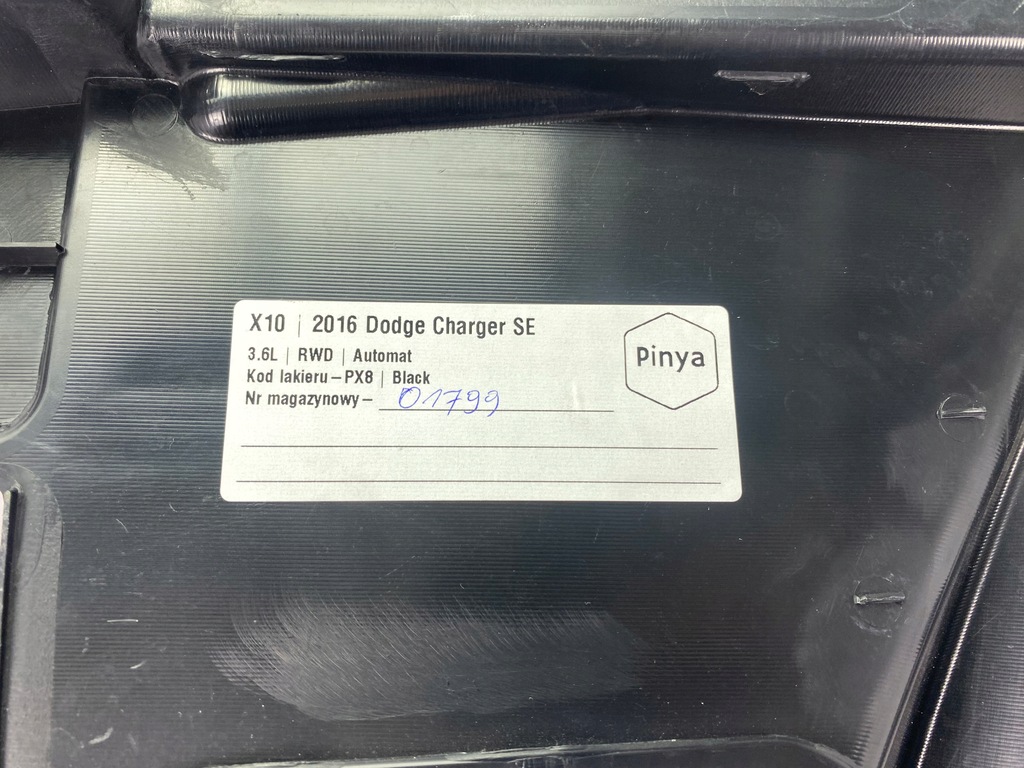 X10 | 2016 Dodge Charger SE
3.6L | RWD | Automat
Kod lakieru – PX8 | Black
Nr magazynowy – 01799
Pinya